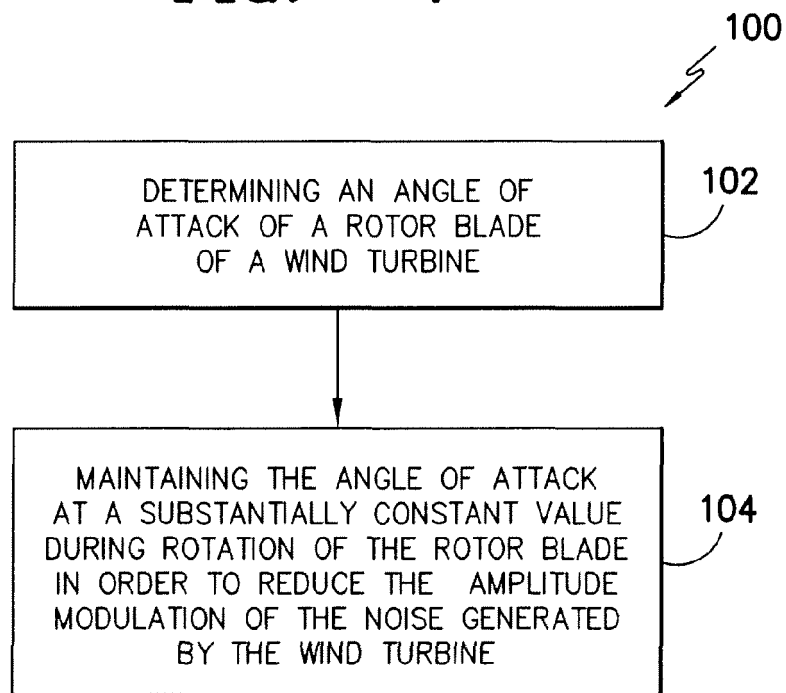 100
DETERMINING AN ANGLE OF
ATTACK OF A ROTOR BLADE
OF A WIND TURBINE
102
MAINTAINING THE ANGLE OF ATTACK
AT A SUBSTANTIALLY CONSTANT VALUE
DURING ROTATION OF THE ROTOR BLADE
IN ORDER TO REDUCE THE AMPLITUDE
MODULATION OF THE NOISE GENERATED
BY THE WIND TURBINE
104